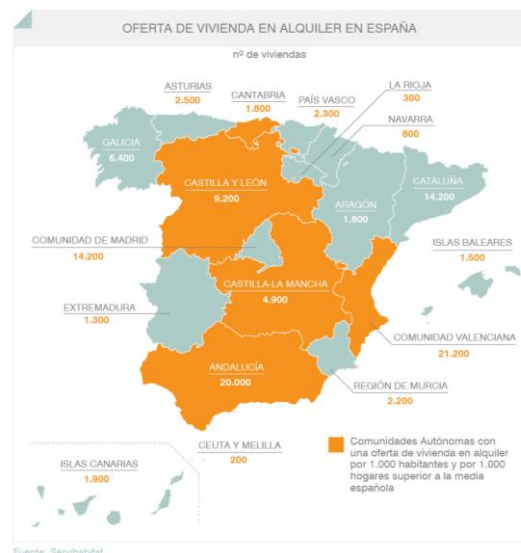 OFERTA DE VIVIENDA EN ALQUILER EN ESPAÑA
nº de viviendas
LA RIOJA
300
ASTURIAS
2.500
CANTABRIA
1.800
PAÍS VASCO
2.300
NAVARRA
800
GALICIA
6.400
CASTILLA Y LEÓN
9.200
CATALUÑA
14.200
ARAGÓN
1.800
COMUNIDAD DE MADRID
14.200
ISLAS BALEARES
1.500
CASTILLA-LA MANCHA
4.900
EXTREMADURA
1.300
COMUNIDAD VALENCIANA
21.200
ANDALUCÍA
20.000
REGIÓN DE MURCIA
2.200
CEUTA Y MELILLA
200
ISLAS CANARIAS
1.900
Comunidades Autónomas con
una oferta de vivienda en alquiler
por 1.000 habitantes y por 1.000
hogares superior a la media
española
Fuente: Servihabitat